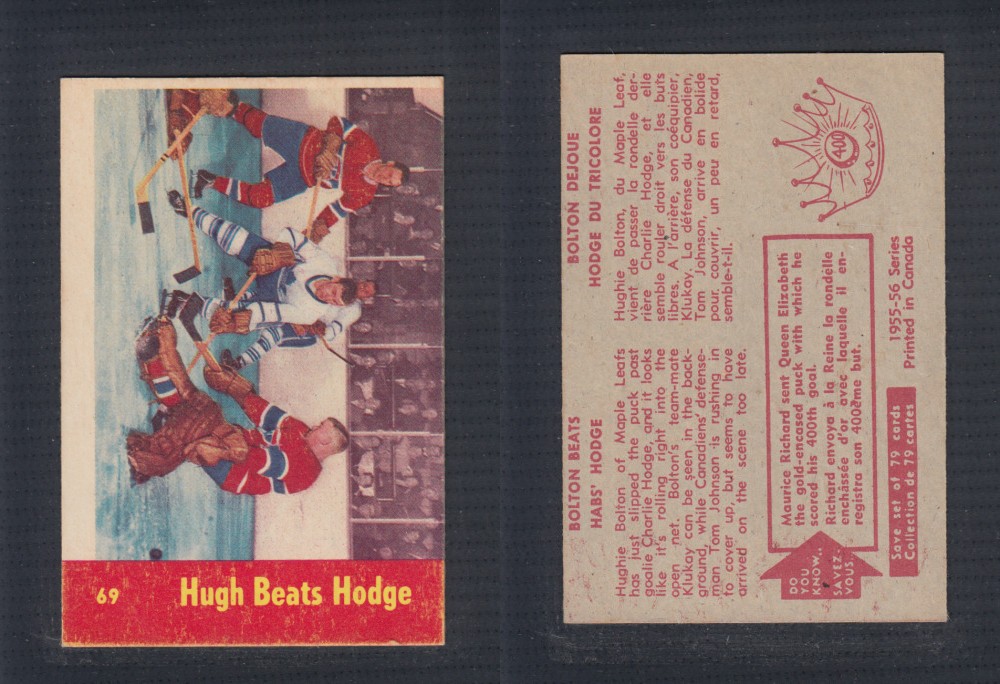 69
Hugh Beats Hodge
BOLTON BEATS
HABS' HODGE
Hughie Bolton of Maple Leafs
has just slipped the puck past
goalie Charlie Hodge, and it looks
like it's rolling right into the
open net. Bolton's team-mate
Klukay can be seen in the back-
ground, while Canadiens' defense-
man Tom Johnson is rushing in
to cover up, but seems to have
arrived on the scene too late.
BOLTON DEJOUE
HODGE DU TRICOLORE
Hughie Bolton, du Maple Leaf,
vient de passer la rondelle der-
rière Charlie Hodge, et elle
semble rouler droit vers les buts
libres. A l'arrière, son coéquipier,
Klukay. La défense du Canadien,
Tom Johnson, arrive en bolide
pour couvrir, un peu en retard,
semble-t-il.
DO
YOU
KNOW..
SAVEZ-
VOUS..
Maurice Richard sent Queen Elizabeth
the gold-encased puck with which he
scored his 400th goal.
Richard envoya à la Reine la rondelle
enchâssée d'or avec laquelle il en-
registra son 400ème but.
400
Save set of 79 cards
Collection de 79 cartes
1955-56 Series
Printed in Canada